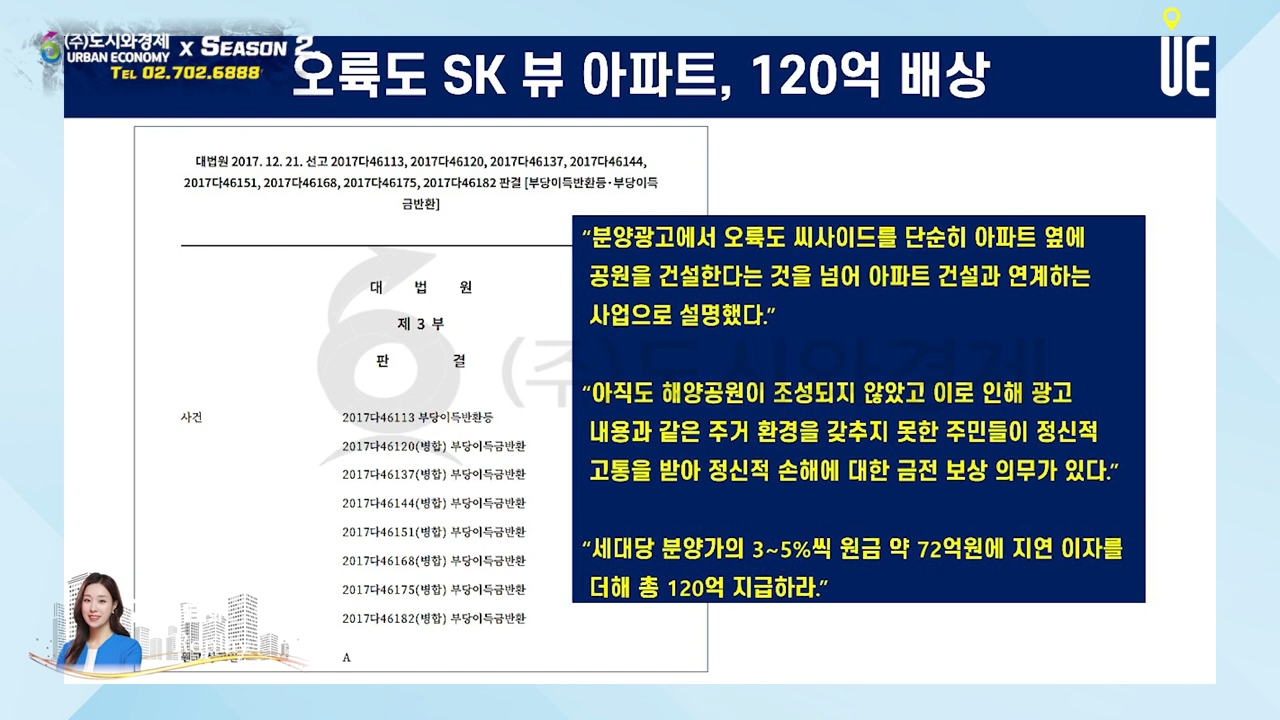 (주)도시와경제
URBAN ECONOMY
X SEASON 2
TEL 02.702.6888
오륙도 SK 뷰 아파트, 120억 배상
UE
대법원 2017. 12. 21. 선고 2017다46113, 2017다46120, 2017다46137, 2017다46144,
2017다46151, 2017다46168, 2017다46175, 2017다46182 판결 [부당이득반환등·부당이득
금반환]
대 법 원
제 3 부
판 결
사건 2017다46113 부당이득반환등
2017다46120(병합) 부당이득금반환
2017다46137(병합) 부당이득금반환
2017다46144(병합) 부당이득금반환
2017다46151(병합) 부당이득금반환
2017다46168(병합) 부당이득금반환
2017다46175(병합) 부당이득금반환
2017다46182(병합) 부당이득금반환
A
(주)도시와경제
“분양광고에서 오륙도 씨사이드를 단순히 아파트 옆에
공원을 건설한다는 것을 넘어 아파트 건설과 연계하는
사업으로 설명했다.”
“아직도 해양공원이 조성되지 않았고 이로 인해 광고
내용과 같은 주거 환경을 갖추지 못한 주민들이 정신적
고통을 받아 정신적 손해에 대한 금전 보상 의무가 있다.”
“세대당 분양가의 3~5%씩 원금 약 72억원에 지연 이자를
더해 총 120억 지급하라.”